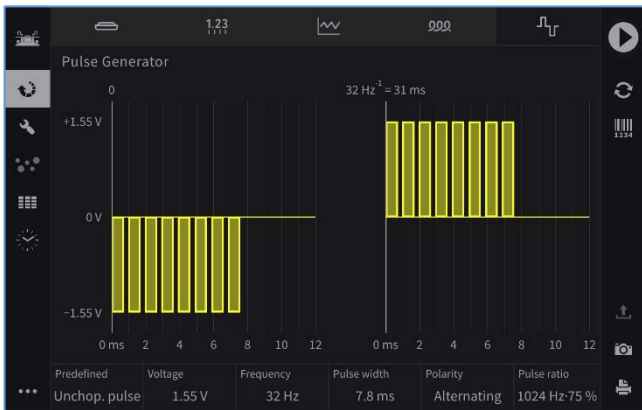 1.23
Pulse Generator
0
32 Hz⁻¹ = 31 ms
1234
+1.55 V
0 V
−1.55 V
0 ms 2 4 6 8 10 12
0 ms 2 4 6 8 10 12
Predefined Voltage Frequency Pulse width Polarity Pulse ratio
Unchop. pulse 1.55 V 32 Hz 7.8 ms Alternating 1024 Hz·75 %